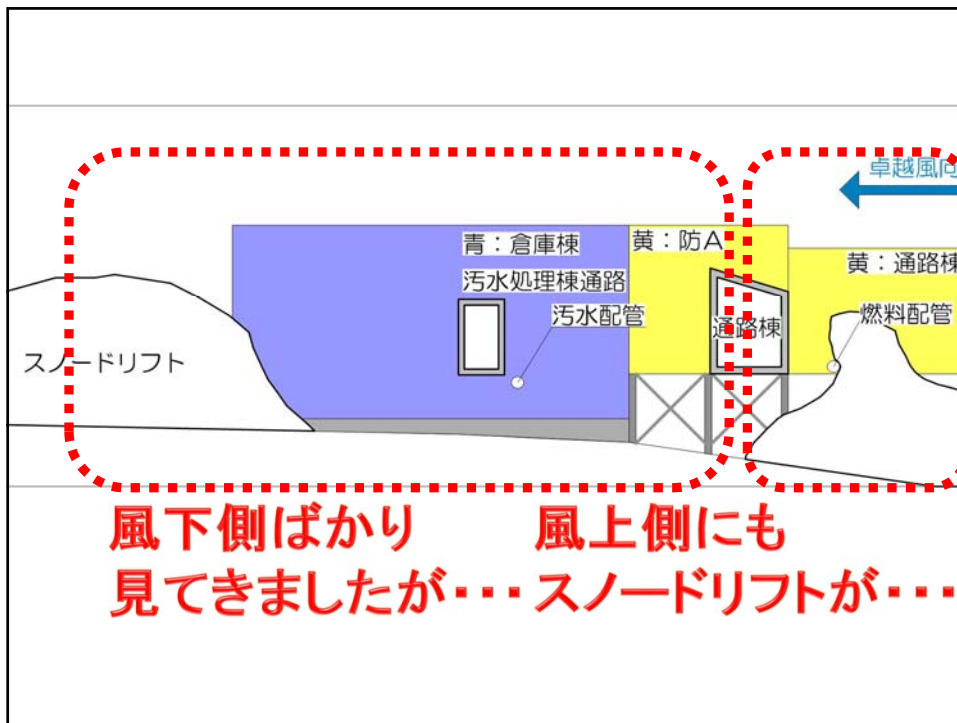 卓越風向
青：倉庫棟
黄：防A
黄：通路棟
汚水処理棟通路
汚水配管
通路棟
燃料配管
スノードリフト
風下側ばかり
見てきましたが・・・
風上側にも
スノードリフトが・・・